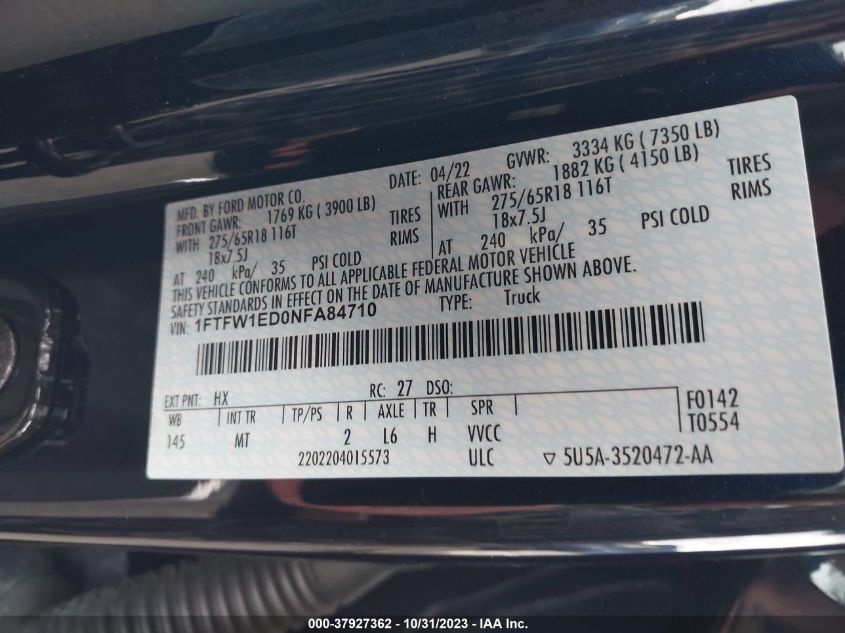 MFD. BY FORD MOTOR CO.
DATE: 04/22
GVWR: 3334 KG ( 7350 LB)
FRONT GAWR: 1769 KG ( 3900 LB)
REAR GAWR: 1882 KG ( 4150 LB)
WITH 275/65R18 116T TIRES
WITH 275/65R18 116T TIRES
18x7.5J RIMS
18x7.5J RIMS
AT 240 kPa/ 35 PSI COLD
AT 240 kPa/ 35 PSI COLD
THIS VEHICLE CONFORMS TO ALL APPLICABLE FEDERAL MOTOR VEHICLE
SAFETY STANDARDS IN EFFECT ON THE DATE OF MANUFACTURE SHOWN ABOVE.
VIN: 1FTFW1ED0NFA84710
TYPE: Truck
EXT PNT: HX RC: 27 DSO:
WB INT TR TP/PS R AXLE TR SPR
145 MT 2 L6 H VVCC
F0142
T0554
2202204015573 ULC ▽ 5U5A-3520472-AA
000-37927362 - 10/31/2023 - IAA Inc.